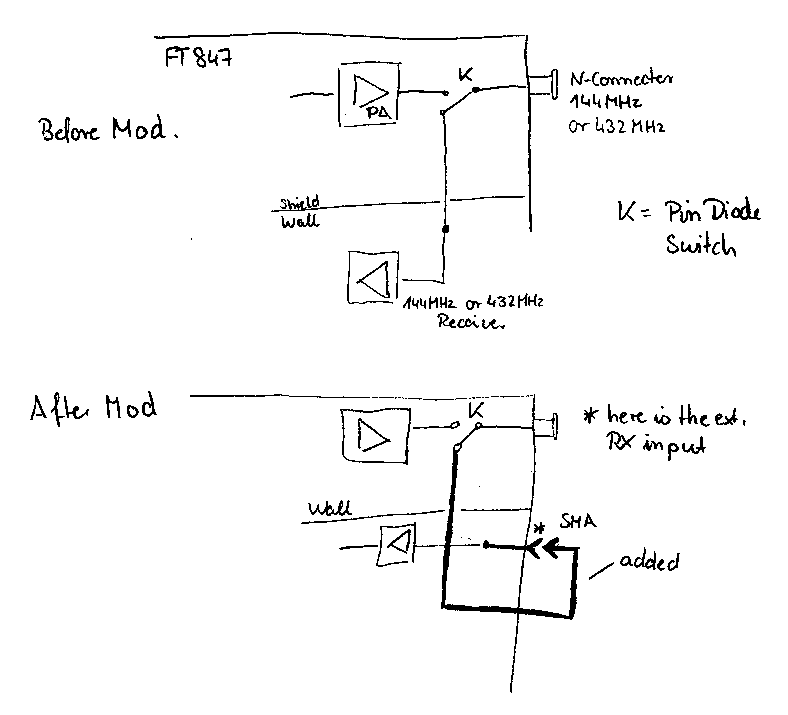 FT847
K
N-Connector
144MHz
or 432MHz
PA
Before Mod.
Shield
Wall
K = Pin Diode
Switch
144MHz or 432MHz
Receive.
After Mod
K
* here is the ext.
RX input
Wall
* SMA
added